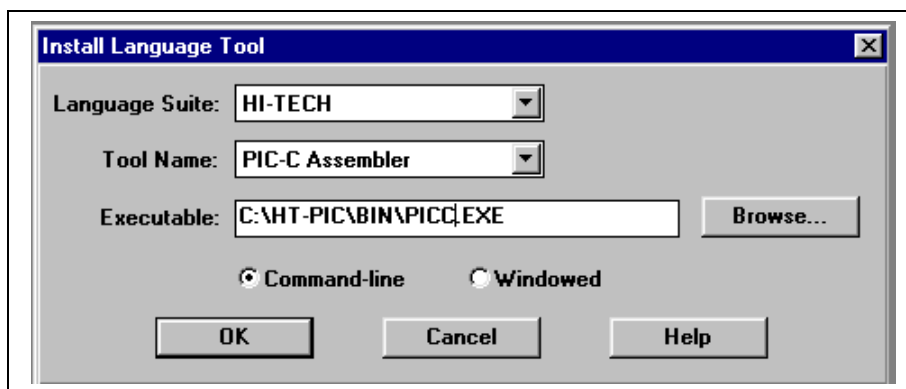 Install Language Tool
Language Suite: HI-TECH
Tool Name: PIC-C Assembler
Executable: C:\HT-PIC\BIN\PICC.EXE Browse...
Command-line Windowed
OK Cancel Help